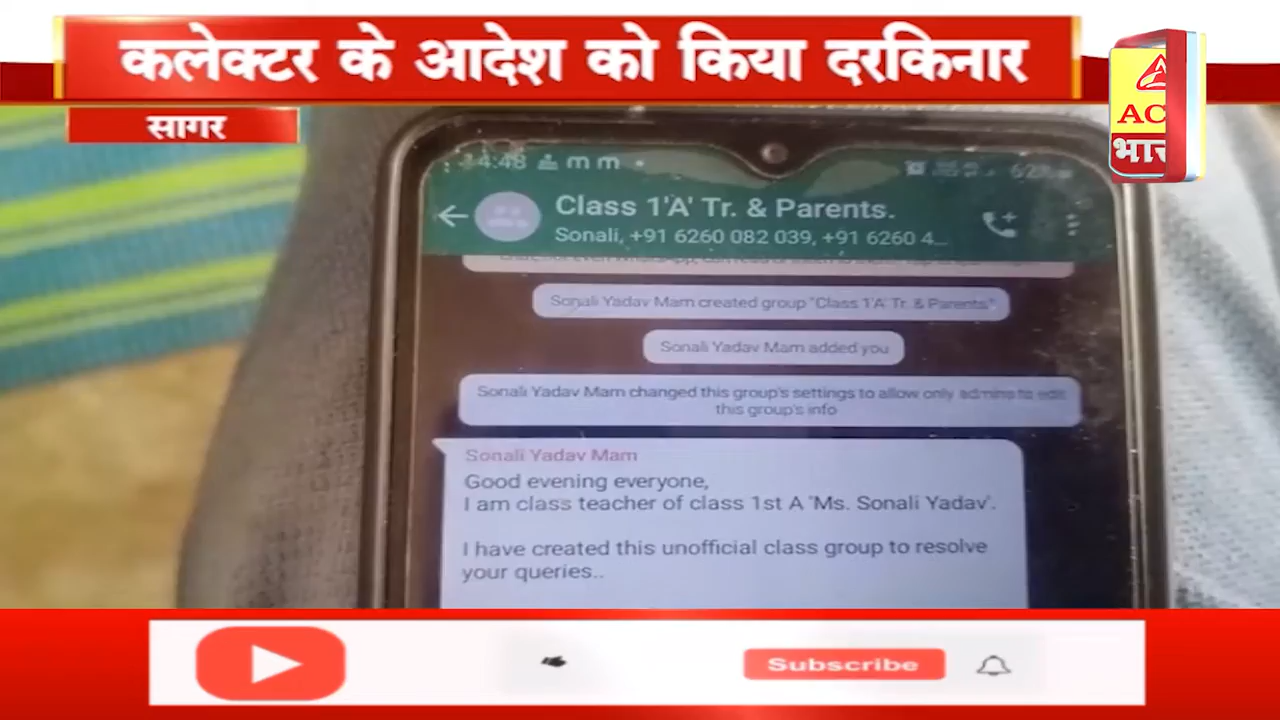 कलेक्टर के आदेश को किया दरकिनार
सागर
AC
भार
14:48
Class 1'A' Tr. & Parents.
Sonali, +91 6260 082 039, +91 6260 4...
Sonali Yadav Mam created group "Class 1'A' Tr. & Parents."
Sonali Yadav Mam added you
Sonali Yadav Mam changed this group's settings to allow only admins to edit
this group's info
Sonali Yadav Mam
Good evening everyone,
I am class teacher of class 1st A 'Ms. Sonali Yadav'.
I have created this unofficial class group to resolve
your queries..
Subscribe